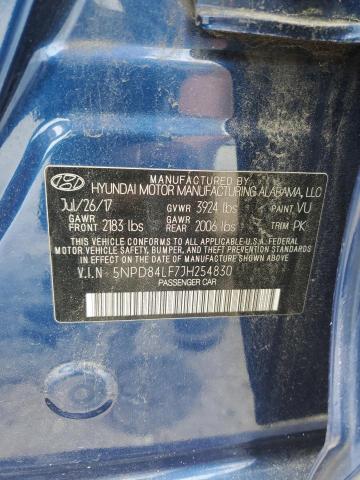 MANUFACTURED BY
HYUNDAI MOTOR MANUFACTURING ALABAMA, LLC
Jul/26/17 GVWR 3924 lbs PAINT VU
GAWR FRONT 2183 lbs GAWR REAR 2006 lbs TRIM PK
THIS VEHICLE CONFORMS TO ALL APPLICABLE U.S.A. FEDERAL
MOTOR VEHICLE SAFETY, BUMPER, AND THEFT PREVENTION
STANDARDS IN EFFECT ON THE DATE OF MANUFACTURE SHOWN ABOVE.
V.I.N: 5NPD84LF7JH254830
PASSENGER CAR